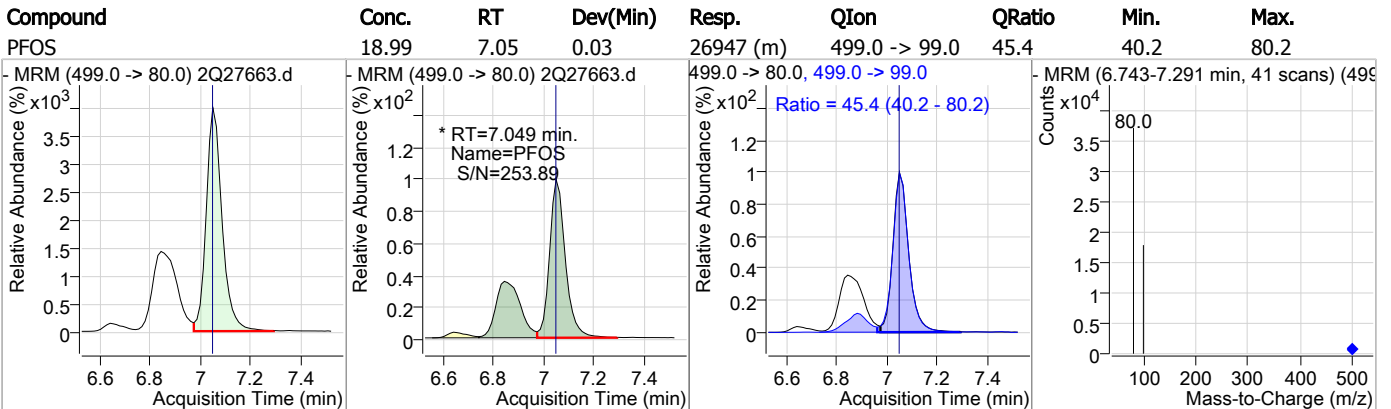 Compound Conc. RT Dev(Min) Resp. QIon QRatio Min. Max.
PFOS 18.99 7.05 0.03 26947 (m) 499.0 -> 99.0 45.4 40.2 80.2
- MRM (499.0 -> 80.0) 2Q27663.d
x10³
Relative Abundance (%)
3.5
3
2.5
2
1.5
1
0.5
0
6.6 6.8 7 7.2 7.4
Acquisition Time (min)
- MRM (499.0 -> 80.0) 2Q27663.d
x10²
Relative Abundance (%)
* RT=7.049 min.
Name=PFOS
S/N=253.89
1.2
1
0.8
0.6
0.4
0.2
0
6.6 6.8 7 7.2 7.4
Acquisition Time (min)
499.0 -> 80.0, 499.0 -> 99.0
x10²
Relative Abundance (%)
Ratio = 45.4 (40.2 - 80.2)
1.2
1
0.8
0.6
0.4
0.2
0
6.6 6.8 7 7.2 7.4
Acquisition Time (min)
- MRM (6.743-7.291 min, 41 scans) (499
x10⁴
Counts
80.0
3.5
3
2.5
2
1.5
1
0.5
0
100 200 300 400 500
Mass-to-Charge (m/z)